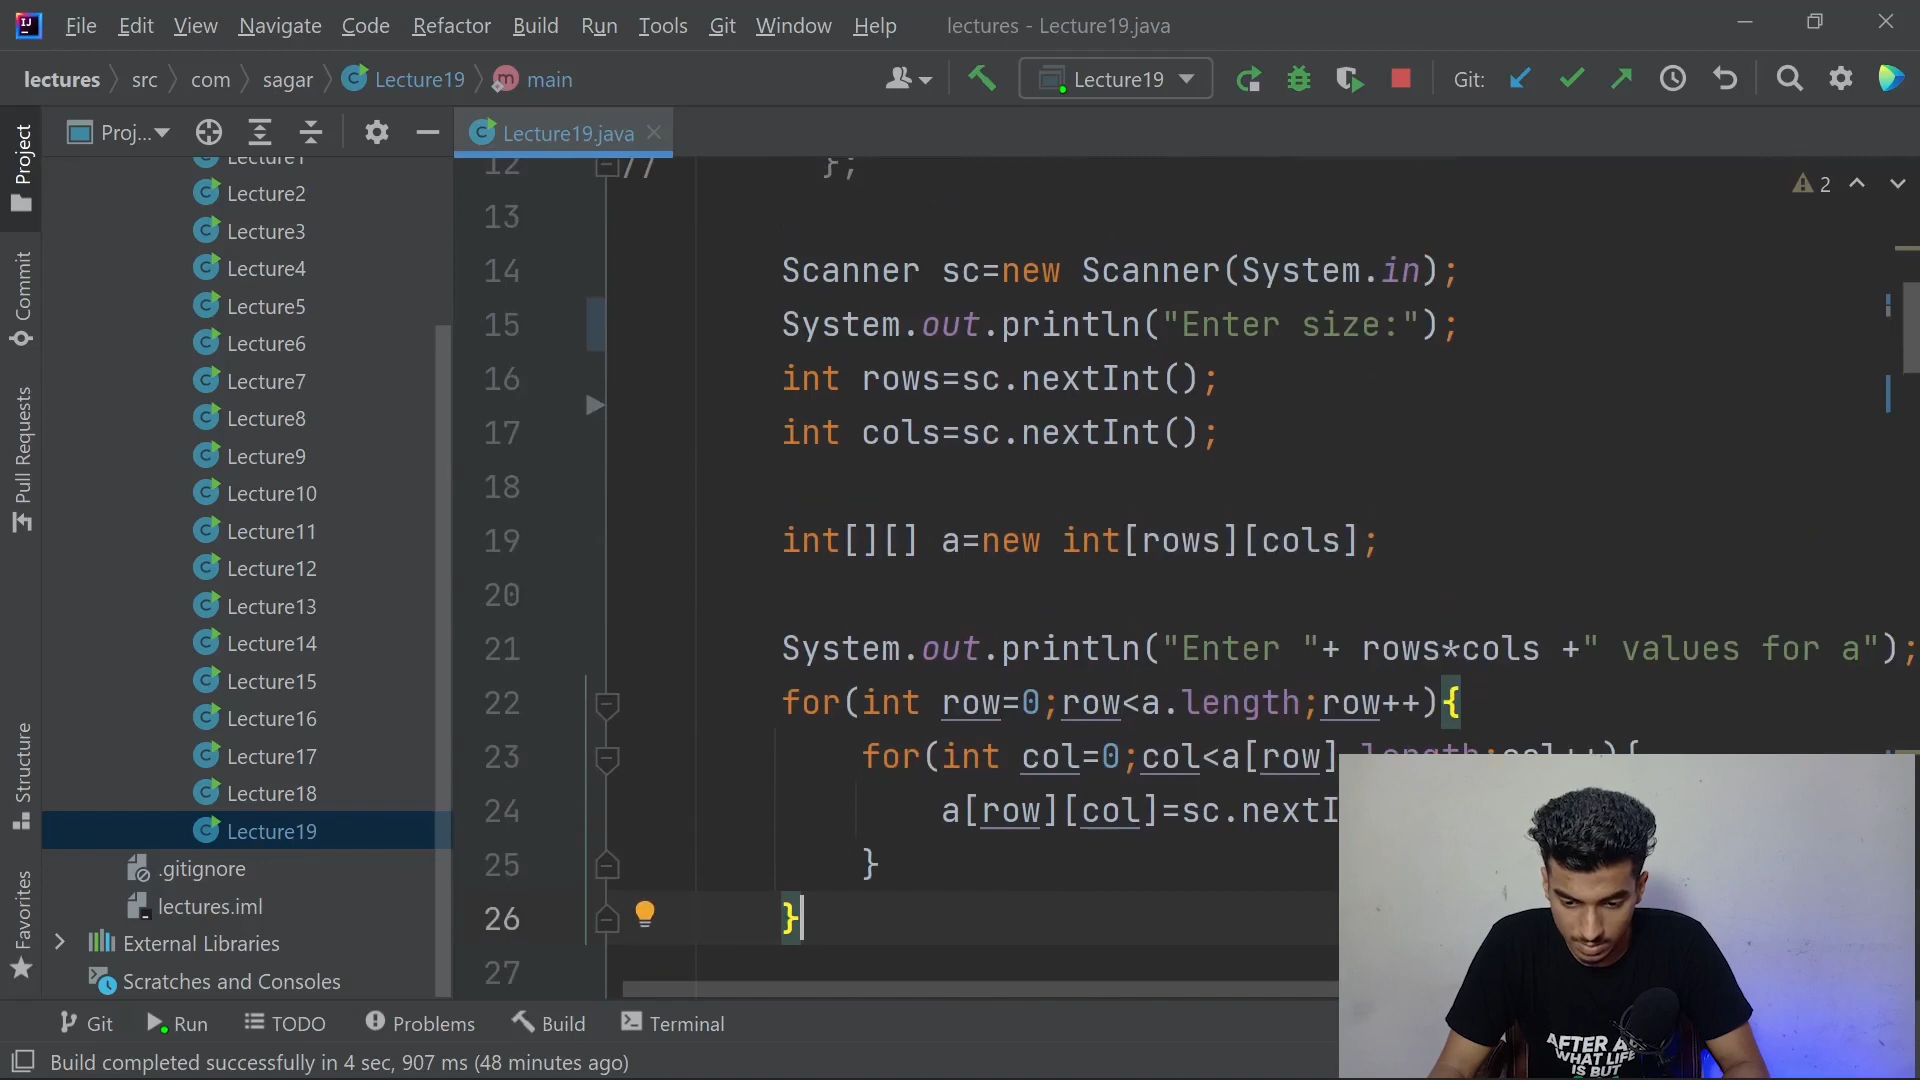 File Edit View Navigate Code Refactor Build Run Tools Git Window Help lectures - Lecture19.java
lectures src com sagar Lecture19 m main Lecture19 Git:
Proj... Lecture19.java
Project
Commit
Pull Requests
Structure
Favorites
Lecture1
Lecture2
Lecture3
Lecture4
Lecture5
Lecture6
Lecture7
Lecture8
Lecture9
Lecture10
Lecture11
Lecture12
Lecture13
Lecture14
Lecture15
Lecture16
Lecture17
Lecture18
Lecture19
.gitignore
lectures.iml
External Libraries
Scratches and Consoles
2
12 // };
13
14 Scanner sc=new Scanner(System.in);
15 System.out.println("Enter size:");
16 int rows=sc.nextInt();
17 int cols=sc.nextInt();
18
19 int[][] a=new int[rows][cols];
20
21 System.out.println("Enter "+ rows*cols +" values for a");
22 for(int row=0;row<a.length;row++){
23 for(int col=0;col<a[row].length;col++){
24 a[row][col]=sc.nextI
25 }
26 }
27
AFTER A
WHAT LIFE
IS BUT
Git Run TODO Problems Build Terminal
Build completed successfully in 4 sec, 907 ms (48 minutes ago)